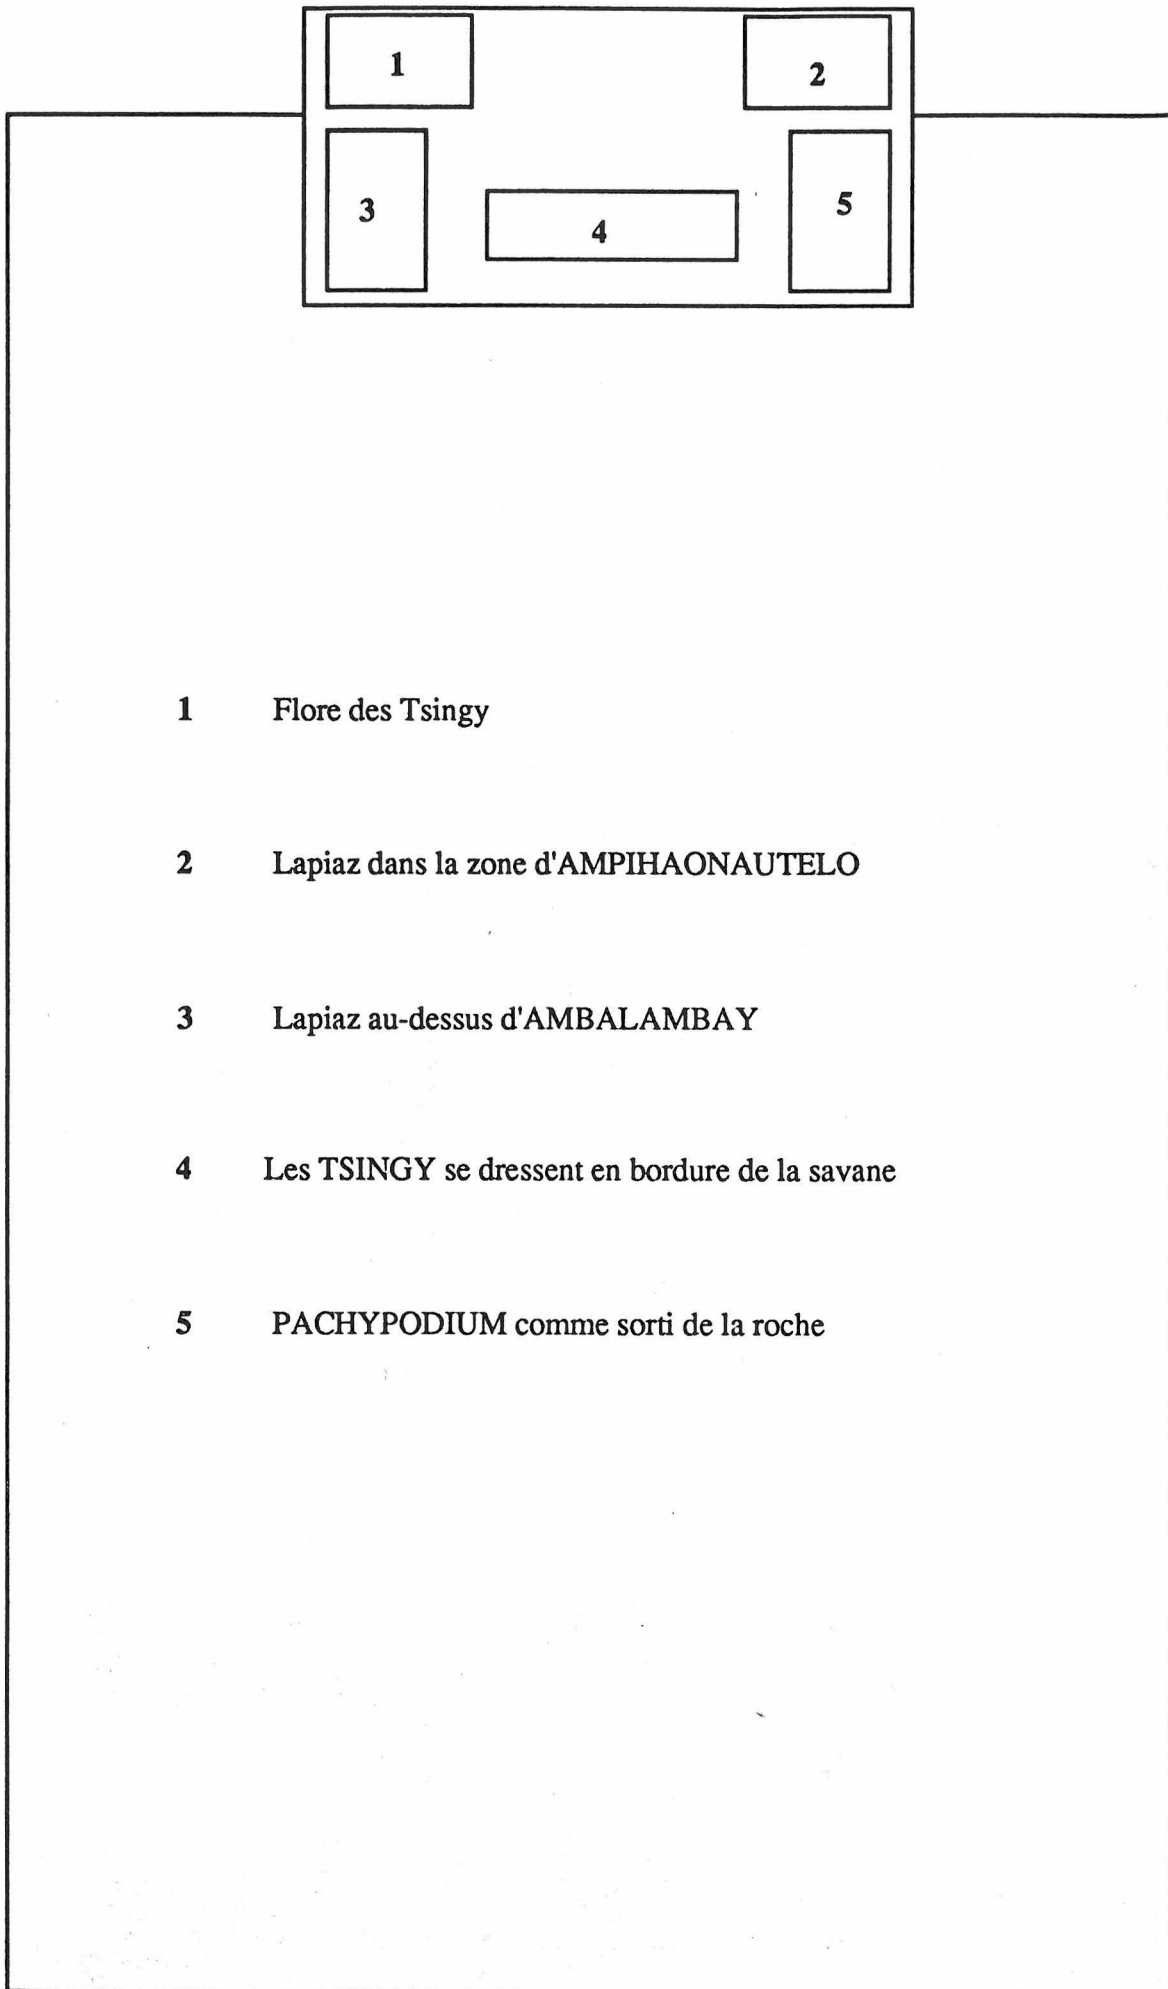 1
2
3
4
5
1 Flore des Tsingy
2 Lapiaz dans la zone d'AMPIHAONAUTELO
3 Lapiaz au-dessus d'AMBALAMBAY
4 Les TSINGY se dressent en bordure de la savane
5 PACHYPODIUM comme sorti de la roche